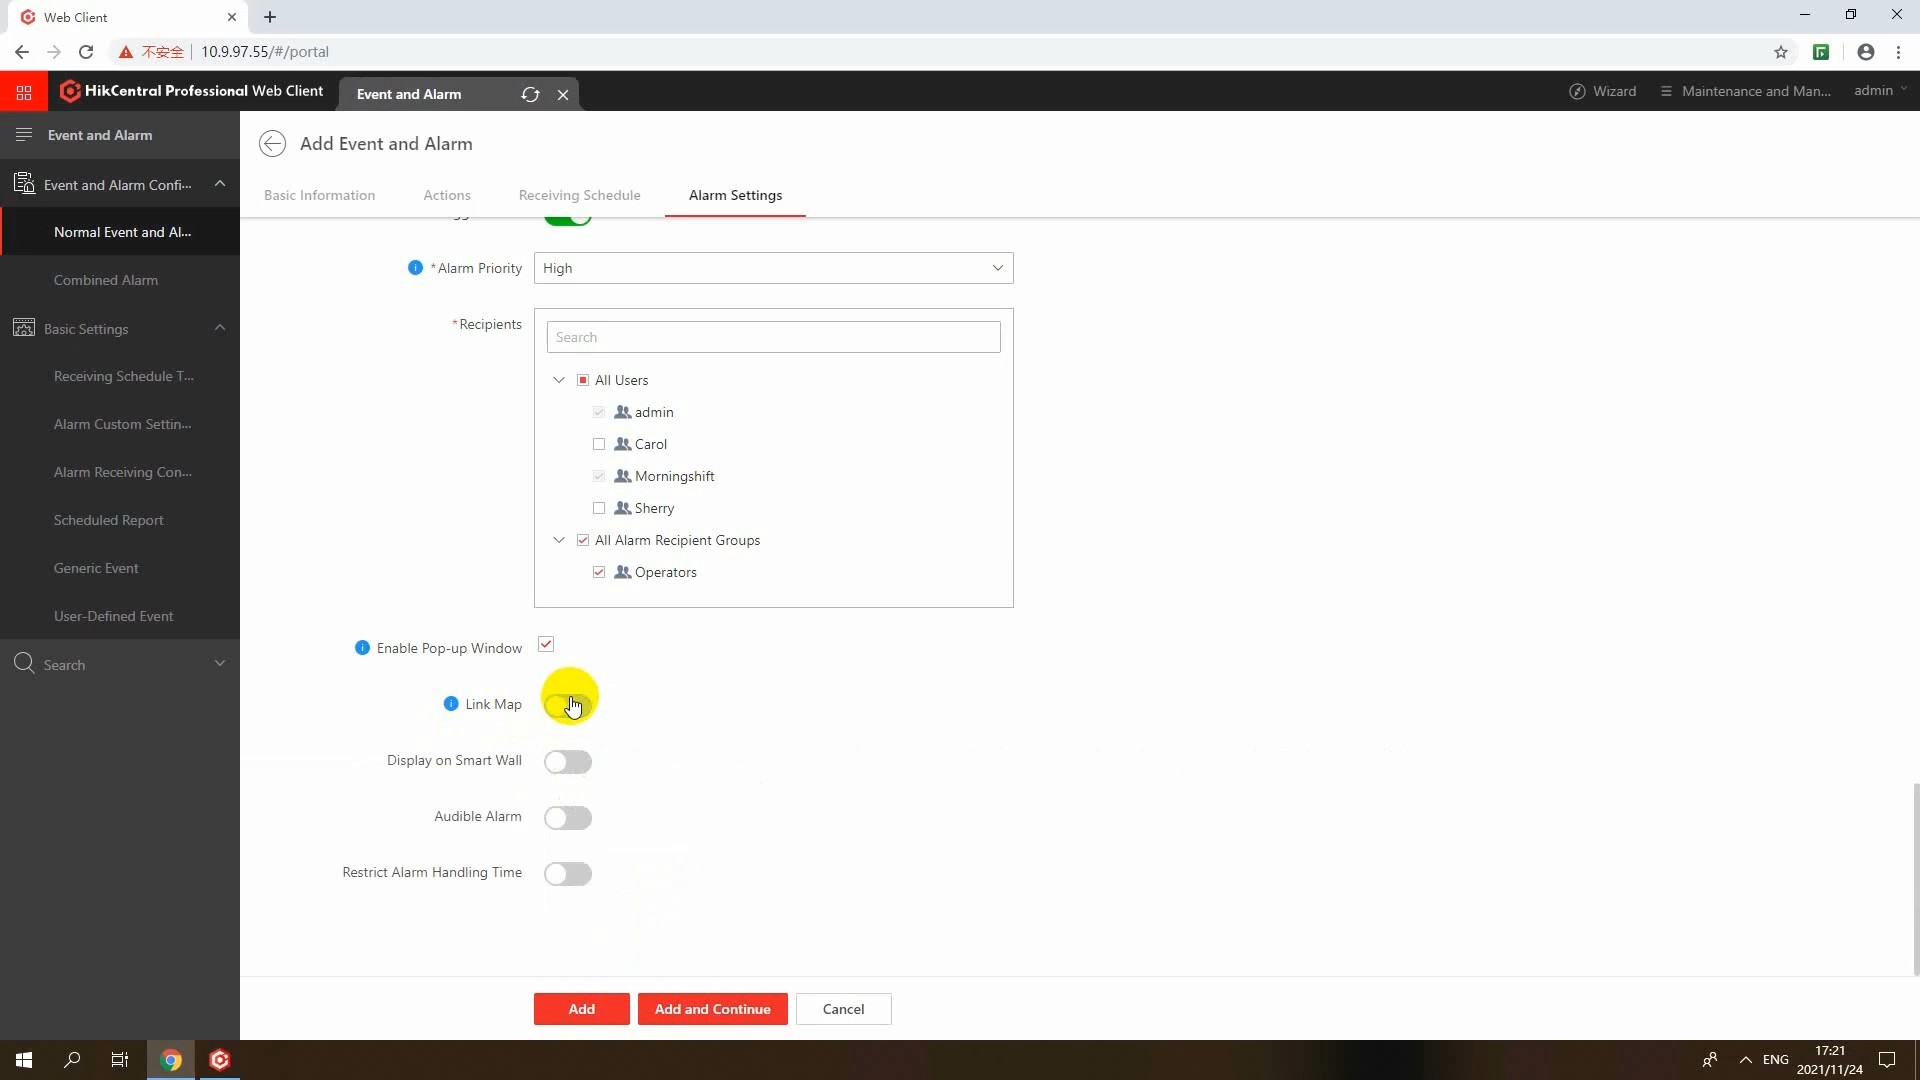 Web Client
不安全
10.9.97.55/#/portal
HikCentral Professional Web Client
Event and Alarm
Wizard
Maintenance and Man...
admin
Event and Alarm
Add Event and Alarm
Event and Alarm Confi...
Basic Information
Actions
Receiving Schedule
Alarm Settings
Normal Event and Al...
*Alarm Priority
High
Combined Alarm
*Recipients
Search
Basic Settings
All Users
Receiving Schedule T...
admin
Alarm Custom Settin...
Carol
Alarm Receiving Con...
Morningshift
Sherry
Scheduled Report
All Alarm Recipient Groups
Generic Event
Operators
User-Defined Event
Enable Pop-up Window
Search
Link Map
Display on Smart Wall
Audible Alarm
Restrict Alarm Handling Time
Add
Add and Continue
Cancel
ENG
17:21
2021/11/24